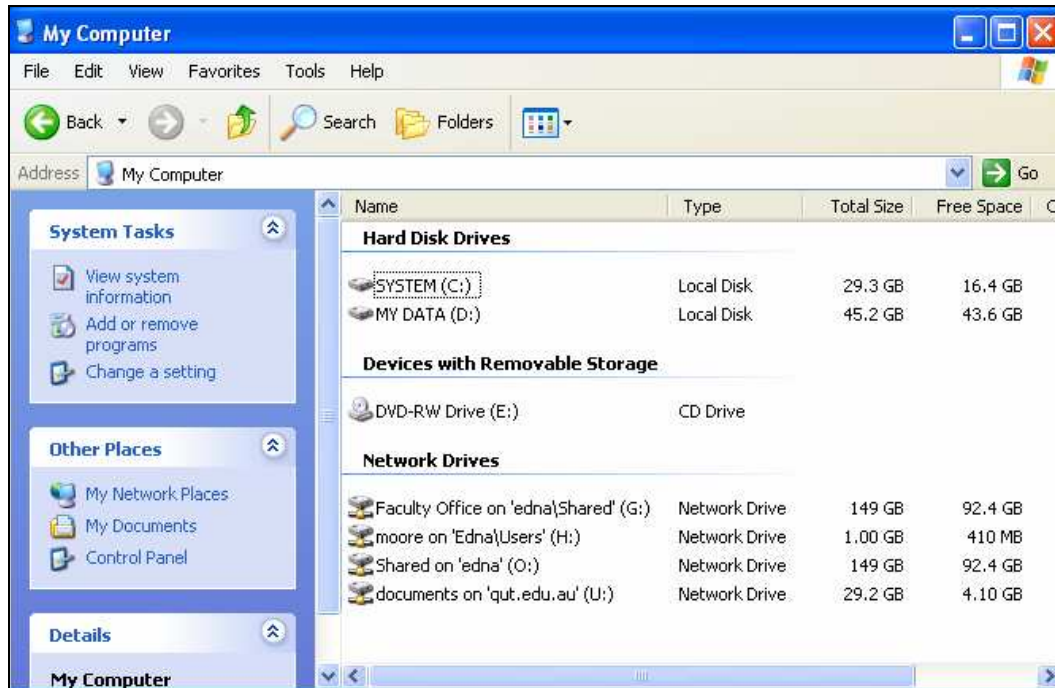 My Computer
File Edit View Favorites Tools Help
Back Search Folders
Address My Computer Go
System Tasks
View system
information
Add or remove
programs
Change a setting
Other Places
My Network Places
My Documents
Control Panel
Details
My Computer
Name Type Total Size Free Space
Hard Disk Drives
SYSTEM (C:) Local Disk 29.3 GB 16.4 GB
MY DATA (D:) Local Disk 45.2 GB 43.6 GB
Devices with Removable Storage
DVD-RW Drive (E:) CD Drive
Network Drives
Faculty Office on 'edna\Shared' (G:) Network Drive 149 GB 92.4 GB
moore on 'Edna\Users' (H:) Network Drive 1.00 GB 410 MB
Shared on 'edna' (O:) Network Drive 149 GB 92.4 GB
documents on 'qut.edu.au' (U:) Network Drive 29.2 GB 4.10 GB